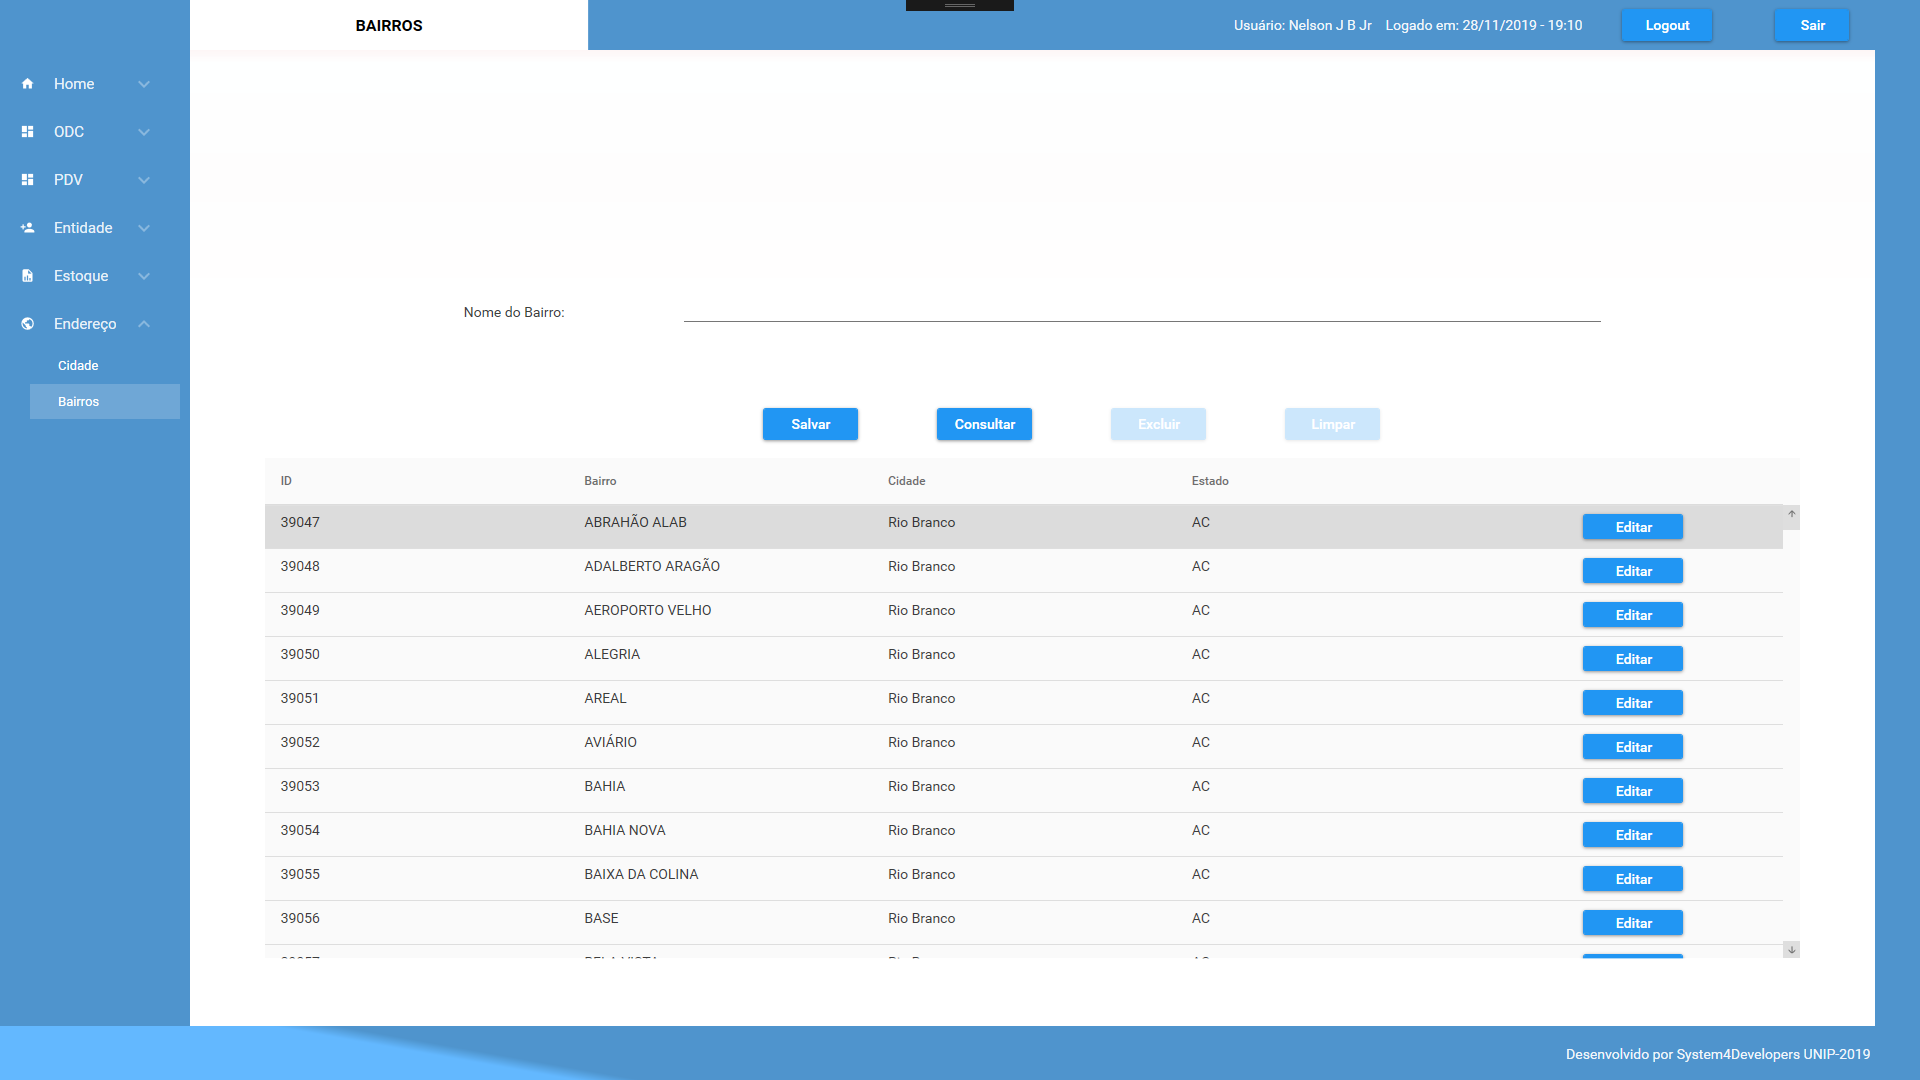 BAIRROS
Usuário: Nelson J B Jr Logado em: 28/11/2019 - 19:10
Logout
Sair
Home
ODC
PDV
Entidade
Estoque
Endereço
Cidade
Bairros
Nome do Bairro:
Salvar Consultar Excluir Limpar
ID Bairro Cidade Estado
39047 ABRAHÃO ALAB Rio Branco AC Editar
39048 ADALBERTO ARAGÃO Rio Branco AC Editar
39049 AEROPORTO VELHO Rio Branco AC Editar
39050 ALEGRIA Rio Branco AC Editar
39051 AREAL Rio Branco AC Editar
39052 AVIÁRIO Rio Branco AC Editar
39053 BAHIA Rio Branco AC Editar
39054 BAHIA NOVA Rio Branco AC Editar
39055 BAIXA DA COLINA Rio Branco AC Editar
39056 BASE Rio Branco AC Editar
Desenvolvido por System4Developers UNIP-2019